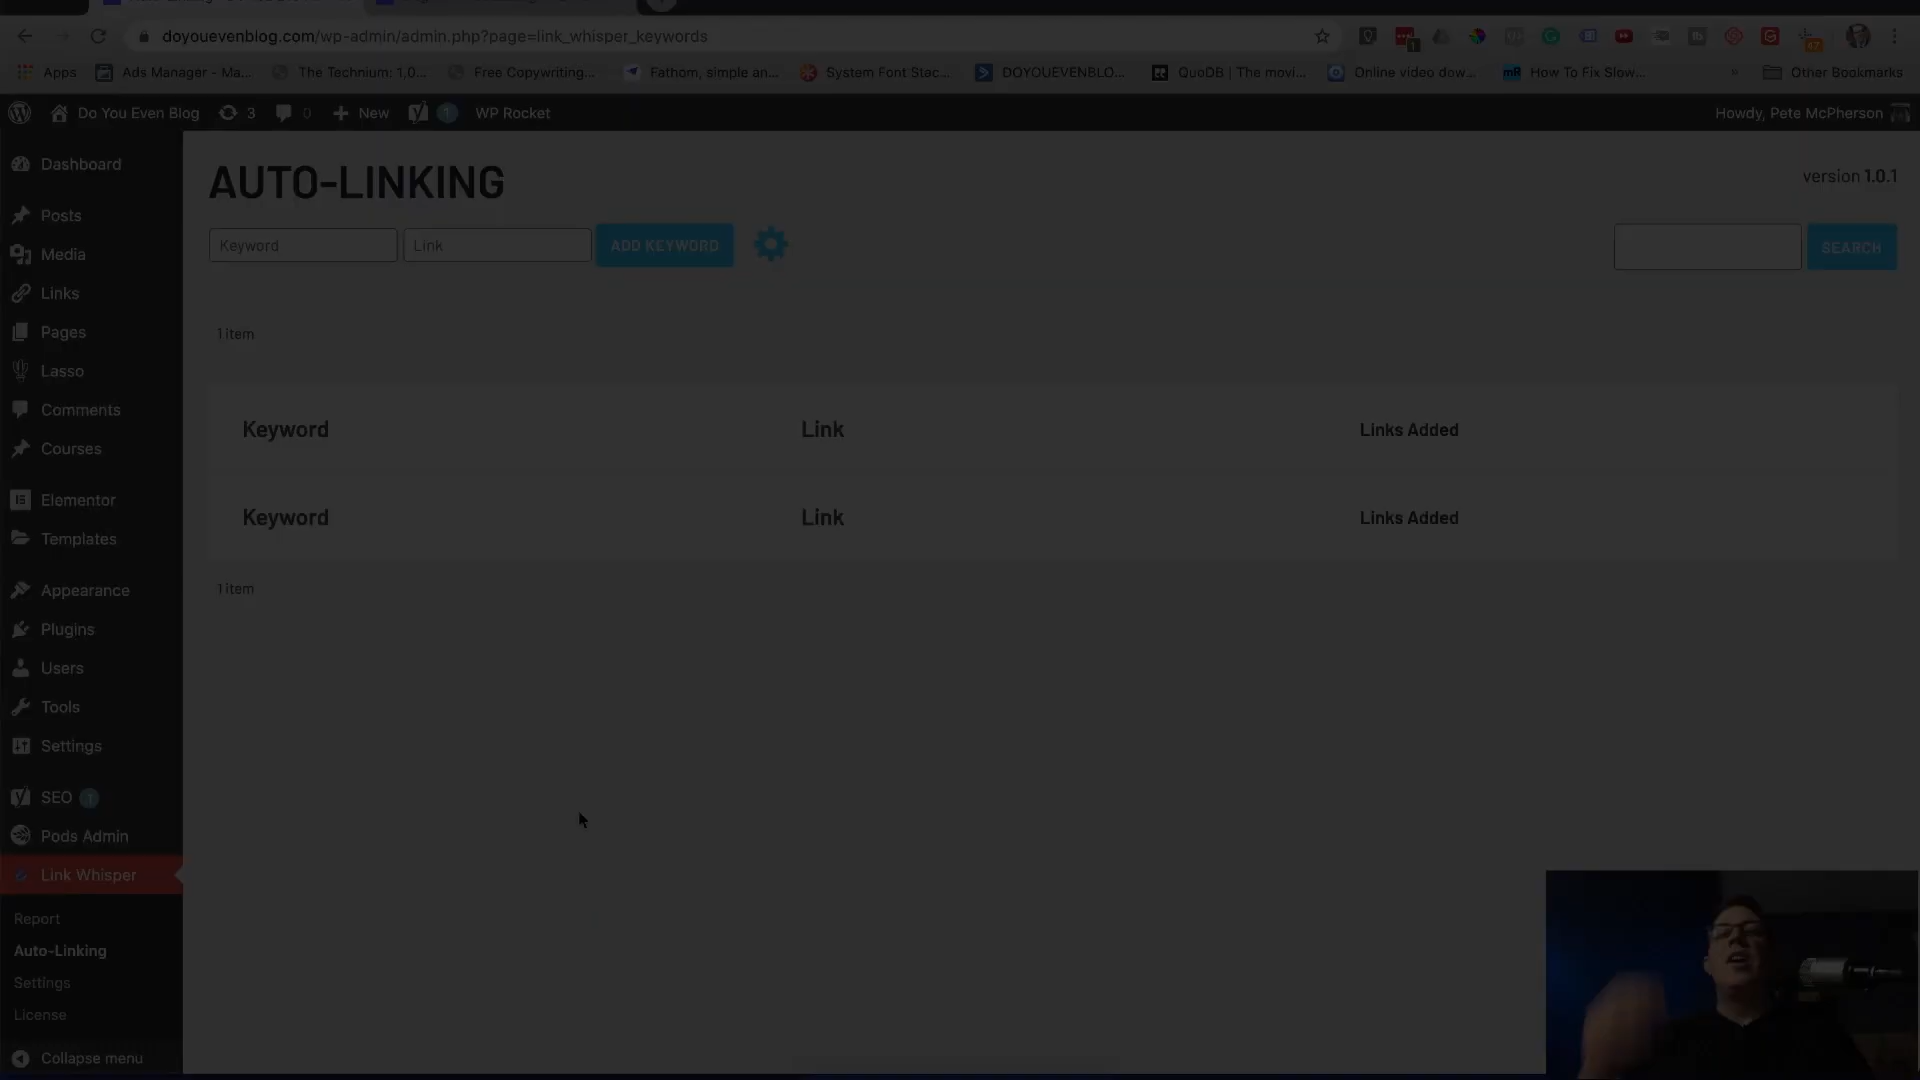 doyouevenblog.com/wp-admin/admin.php?page=link_whisper_keywords
Apps
Ads Manager - Ma...
The Technium: 1,0...
Free Copywriting...
Fathom, simple an...
System Font Stac...
DOYOUEVENBLO...
QuoDB | The movi...
Online video dow...
How To Fix Slow...
»
Other Bookmarks
Do You Even Blog
3
0
New
1
WP Rocket
Howdy, Pete McPherson
Dashboard
Posts
Media
Links
Pages
Lasso
Comments
Courses
Elementor
Templates
Appearance
Plugins
Users
Tools
Settings
SEO 1
Pods Admin
Link Whisper
Report
Auto-Linking
Settings
License
Collapse menu
AUTO-LINKING
version 1.0.1
Keyword
Link
ADD KEYWORD
SEARCH
1 item
Keyword
Link
Links Added
Keyword
Link
Links Added
1 item